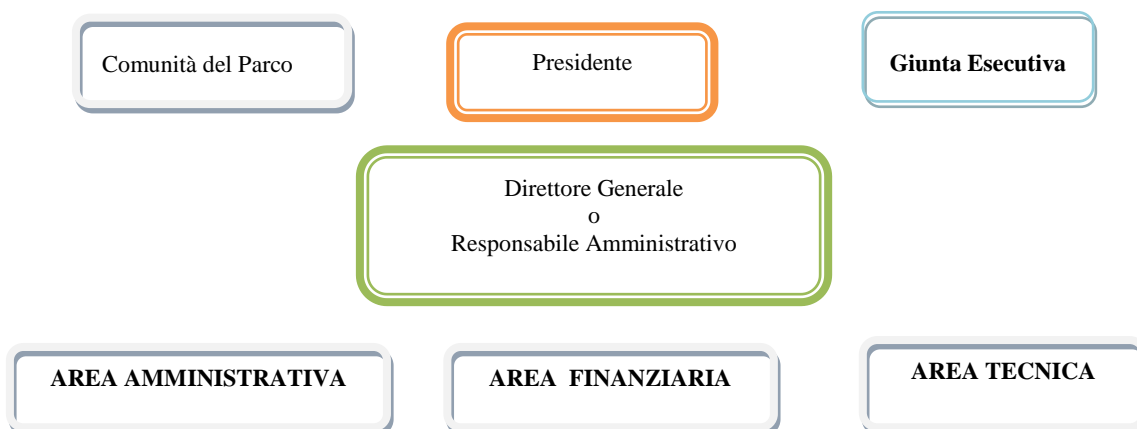 Comunità del Parco
Presidente
Giunta Esecutiva
Direttore Generale
o
Responsabile Amministrativo
AREA AMMINISTRATIVA
AREA FINANZIARIA
AREA TECNICA